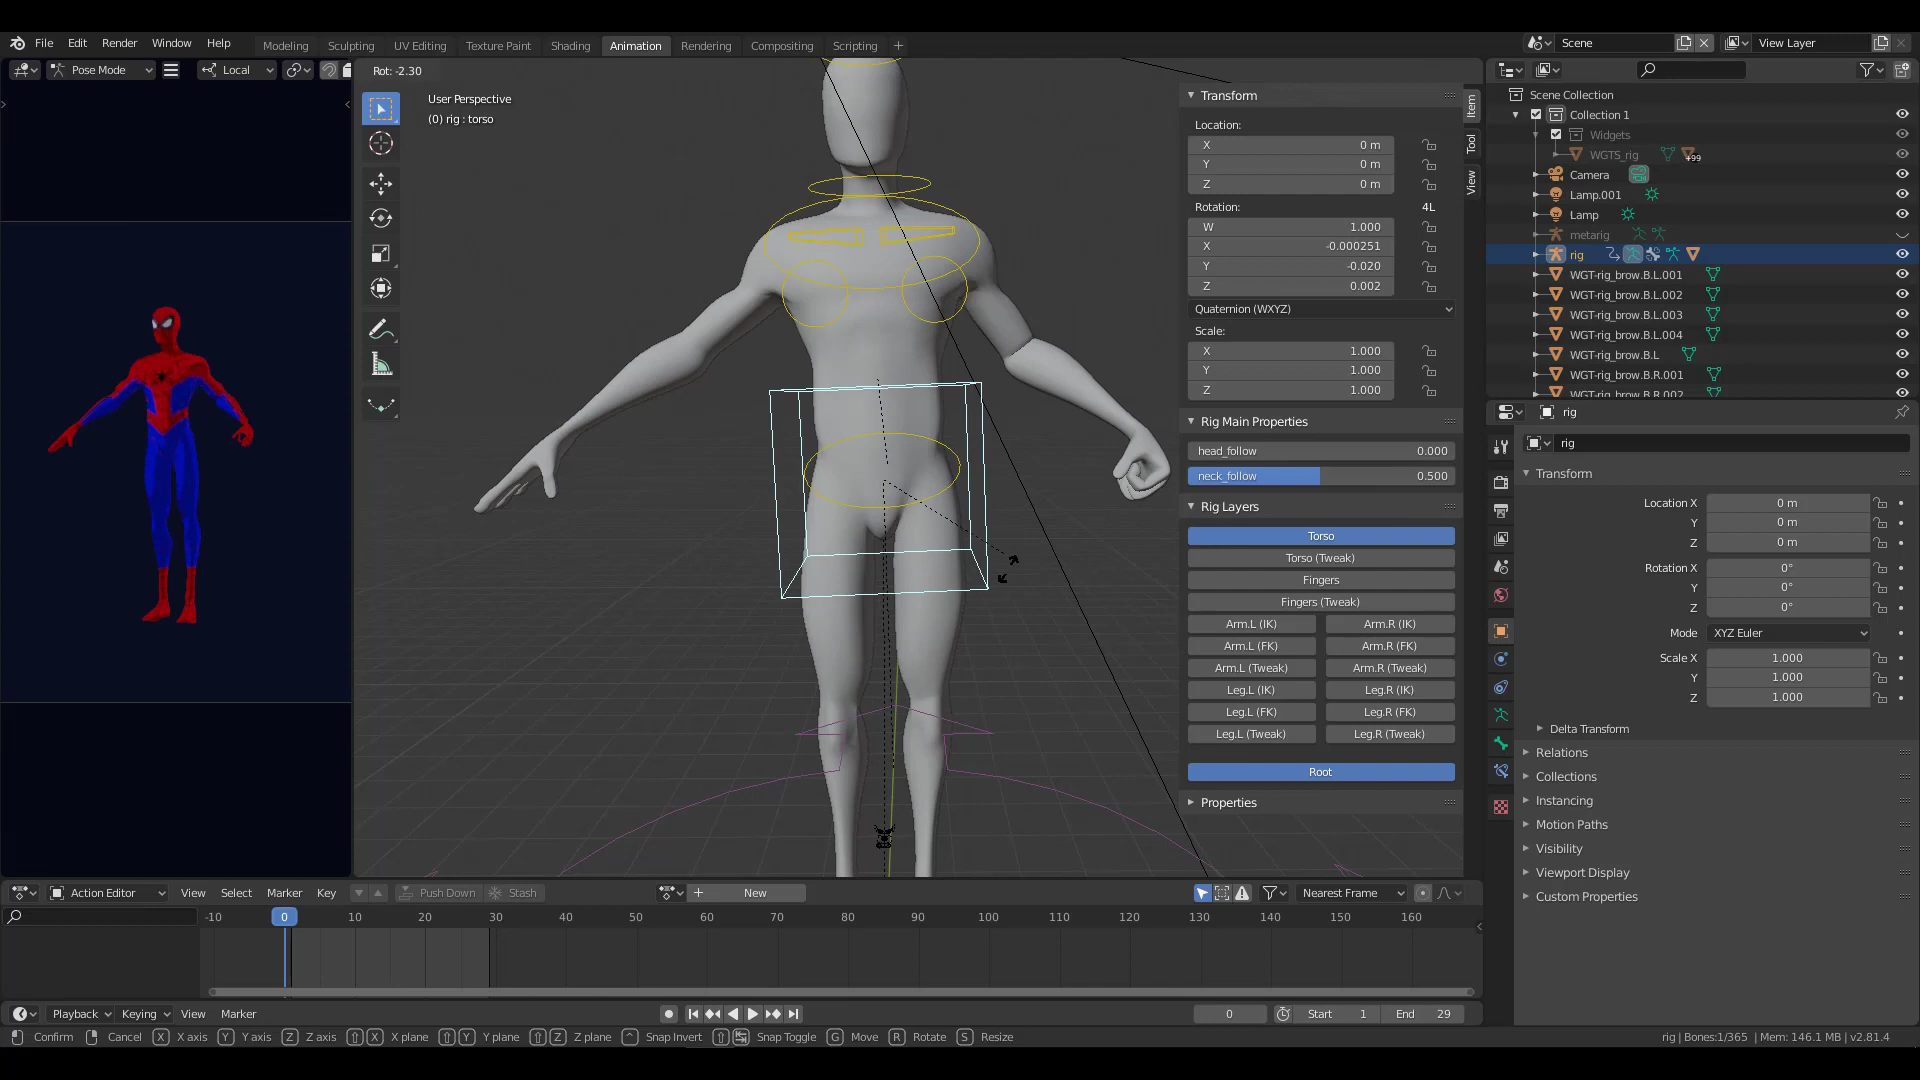 File Edit Render Window Help
Modeling Sculpting UV Editing Texture Paint Shading Animation Rendering Compositing Scripting +
Scene
View Layer
Pose Mode
Local
Rot: -2.30
User Perspective
(0) rig : torso
Transform
Location:
X 0 m
Y 0 m
Z 0 m
Rotation: 4L
W 1.000
X -0.000251
Y -0.020
Z 0.002
Quaternion (WXYZ)
Scale:
X 1.000
Y 1.000
Z 1.000
Rig Main Properties
head_follow 0.000
neck_follow 0.500
Rig Layers
Torso
Torso (Tweak)
Fingers
Fingers (Tweak)
Arm.L (IK) Arm.R (IK)
Arm.L (FK) Arm.R (FK)
Arm.L (Tweak) Arm.R (Tweak)
Leg.L (IK) Leg.R (IK)
Leg.L (FK) Leg.R (FK)
Leg.L (Tweak) Leg.R (Tweak)
Root
Properties
Item
Tool
View
Scene Collection
Collection 1
Widgets
WGTS_rig +99
Camera
Lamp.001
Lamp
metarig
rig
WGT-rig_brow.B.L.001
WGT-rig_brow.B.L.002
WGT-rig_brow.B.L.003
WGT-rig_brow.B.L.004
WGT-rig_brow.B.L
WGT-rig_brow.B.R.001
WGT-rig_brow.B.R.002
rig
rig
Transform
Location X 0 m
Y 0 m
Z 0 m
Rotation X 0°
Y 0°
Z 0°
Mode XYZ Euler
Scale X 1.000
Y 1.000
Z 1.000
Delta Transform
Relations
Collections
Instancing
Motion Paths
Visibility
Viewport Display
Custom Properties
Action Editor View Select Marker Key Push Down Stash New Nearest Frame
-10 0 10 20 30 40 50 60 70 80 90 100 110 120 130 140 150 160
Playback Keying View Marker 0 Start 1 End 29
Confirm Cancel X X axis Y Y axis Z Z axis X X plane Y Y plane Z Z plane Snap Invert Snap Toggle G Move R Rotate S Resize
rig | Bones:1/365 | Mem: 146.1 MB | v2.81.4